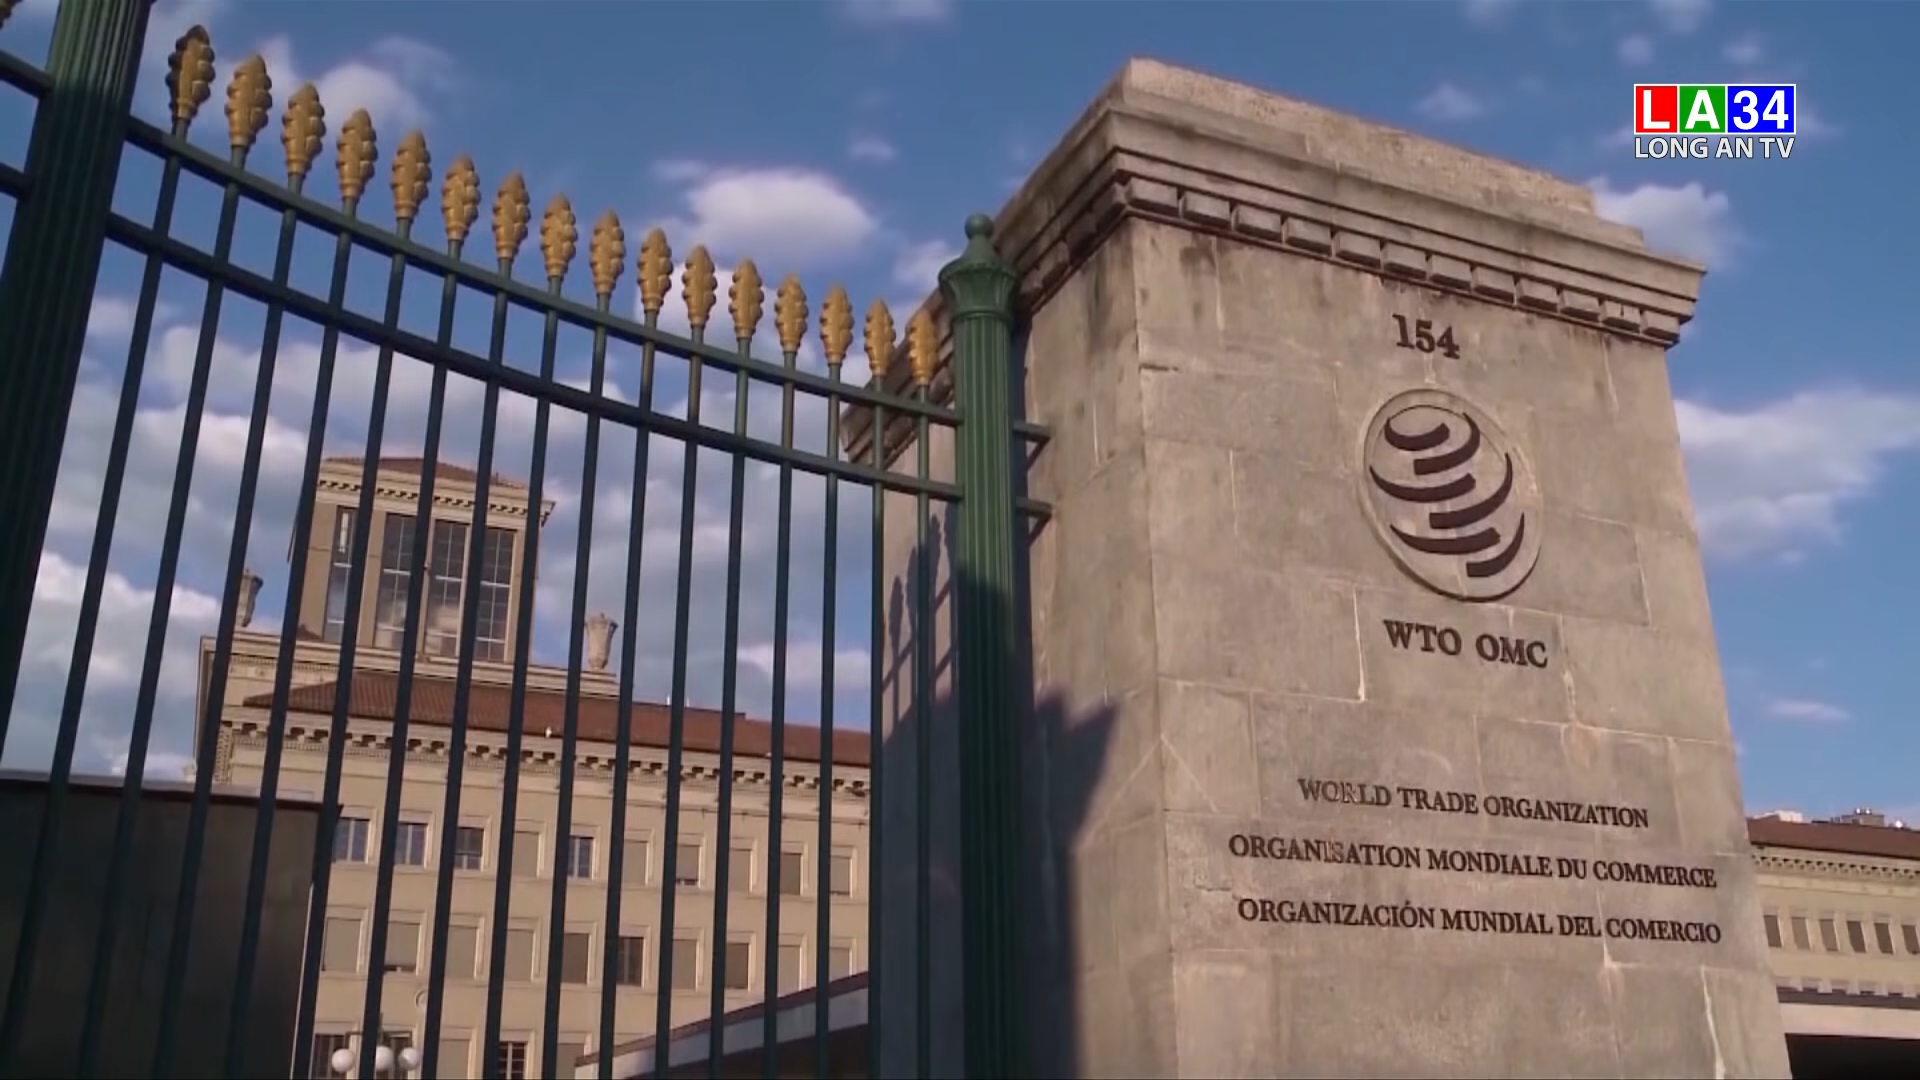 LA34
LONG AN TV
154
WTO OMC
WORLD TRADE ORGANIZATION
ORGANISATION MONDIALE DU COMMERCE
ORGANIZACIÓN MUNDIAL DEL COMERCIO